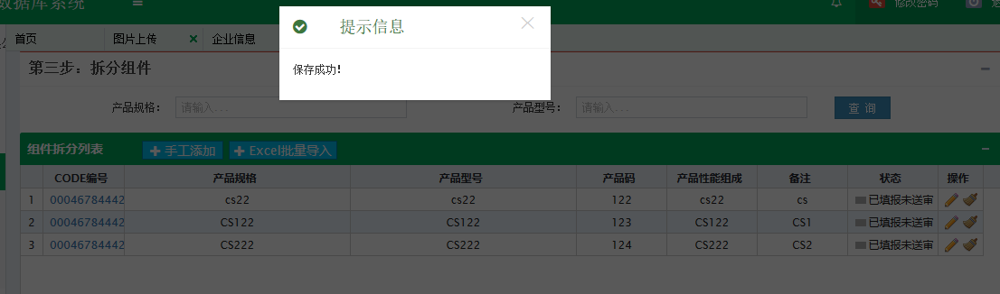 数据库系统
修改密码
提示信息
首页
图片上传
企业信息
保存成功!
第三步：拆分组件
产品规格：
请输入...
产品型号：
请输入...
查 询
组件拆分列表
手工添加
Excel批量导入
CODE编号 产品规格 产品型号 产品码 产品性能组成 备注 状态 操作
1 00046784442 cs22 cs22 122 cs22 cs 已填报未送审
2 00046784442 CS122 CS122 123 CS122 CS1 已填报未送审
3 00046784442 CS222 CS222 124 CS222 CS2 已填报未送审